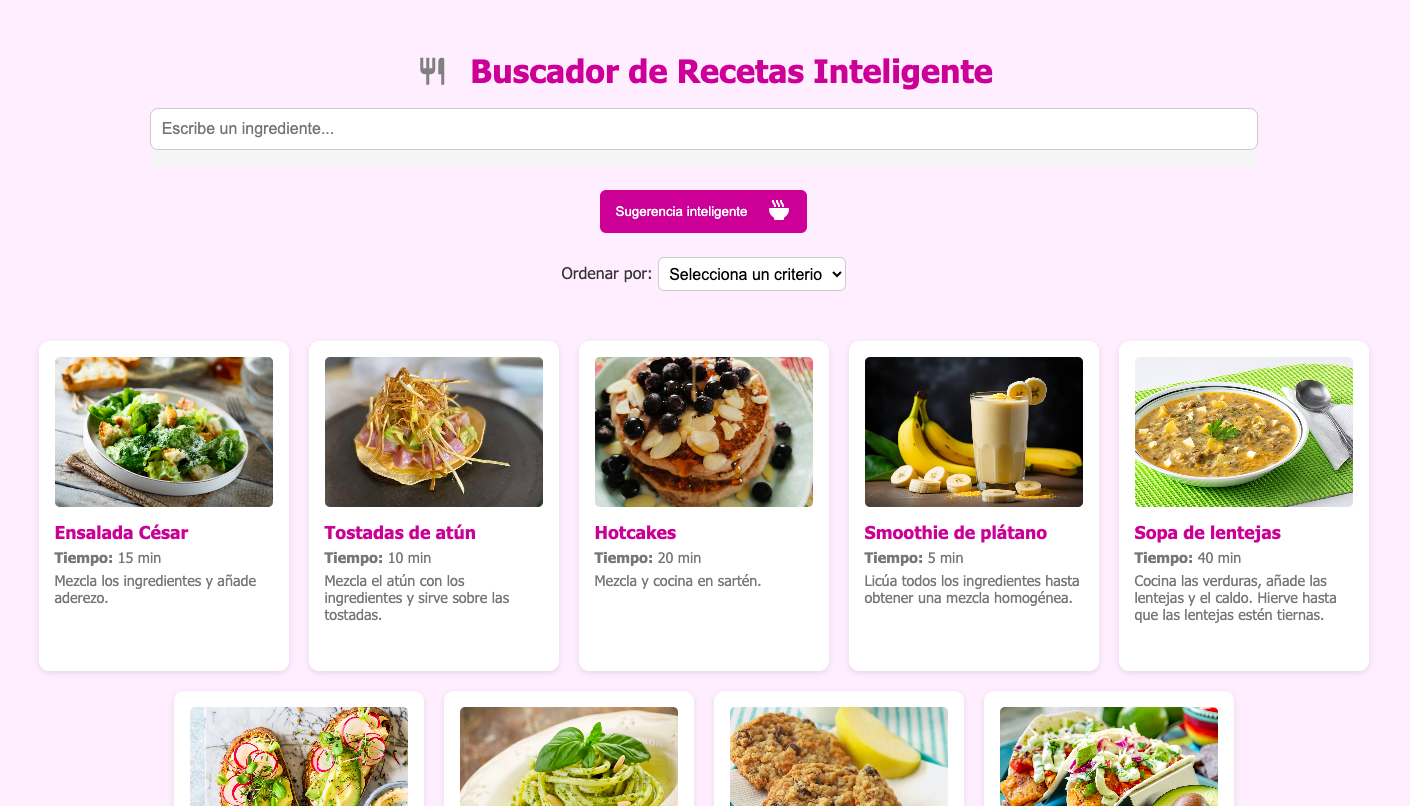 Buscador de Recetas Inteligente
Escribe un ingrediente...
Sugerencia inteligente
Ordenar por: Selecciona un criterio
Ensalada César
Tiempo: 15 min
Mezcla los ingredientes y añade
aderezo.
Tostadas de atún
Tiempo: 10 min
Mezcla el atún con los
ingredientes y sirve sobre las
tostadas.
Hotcakes
Tiempo: 20 min
Mezcla y cocina en sartén.
Smoothie de plátano
Tiempo: 5 min
Licúa todos los ingredientes hasta
obtener una mezcla homogénea.
Sopa de lentejas
Tiempo: 40 min
Cocina las verduras, añade las
lentejas y el caldo. Hierve hasta
que las lentejas estén tiernas.